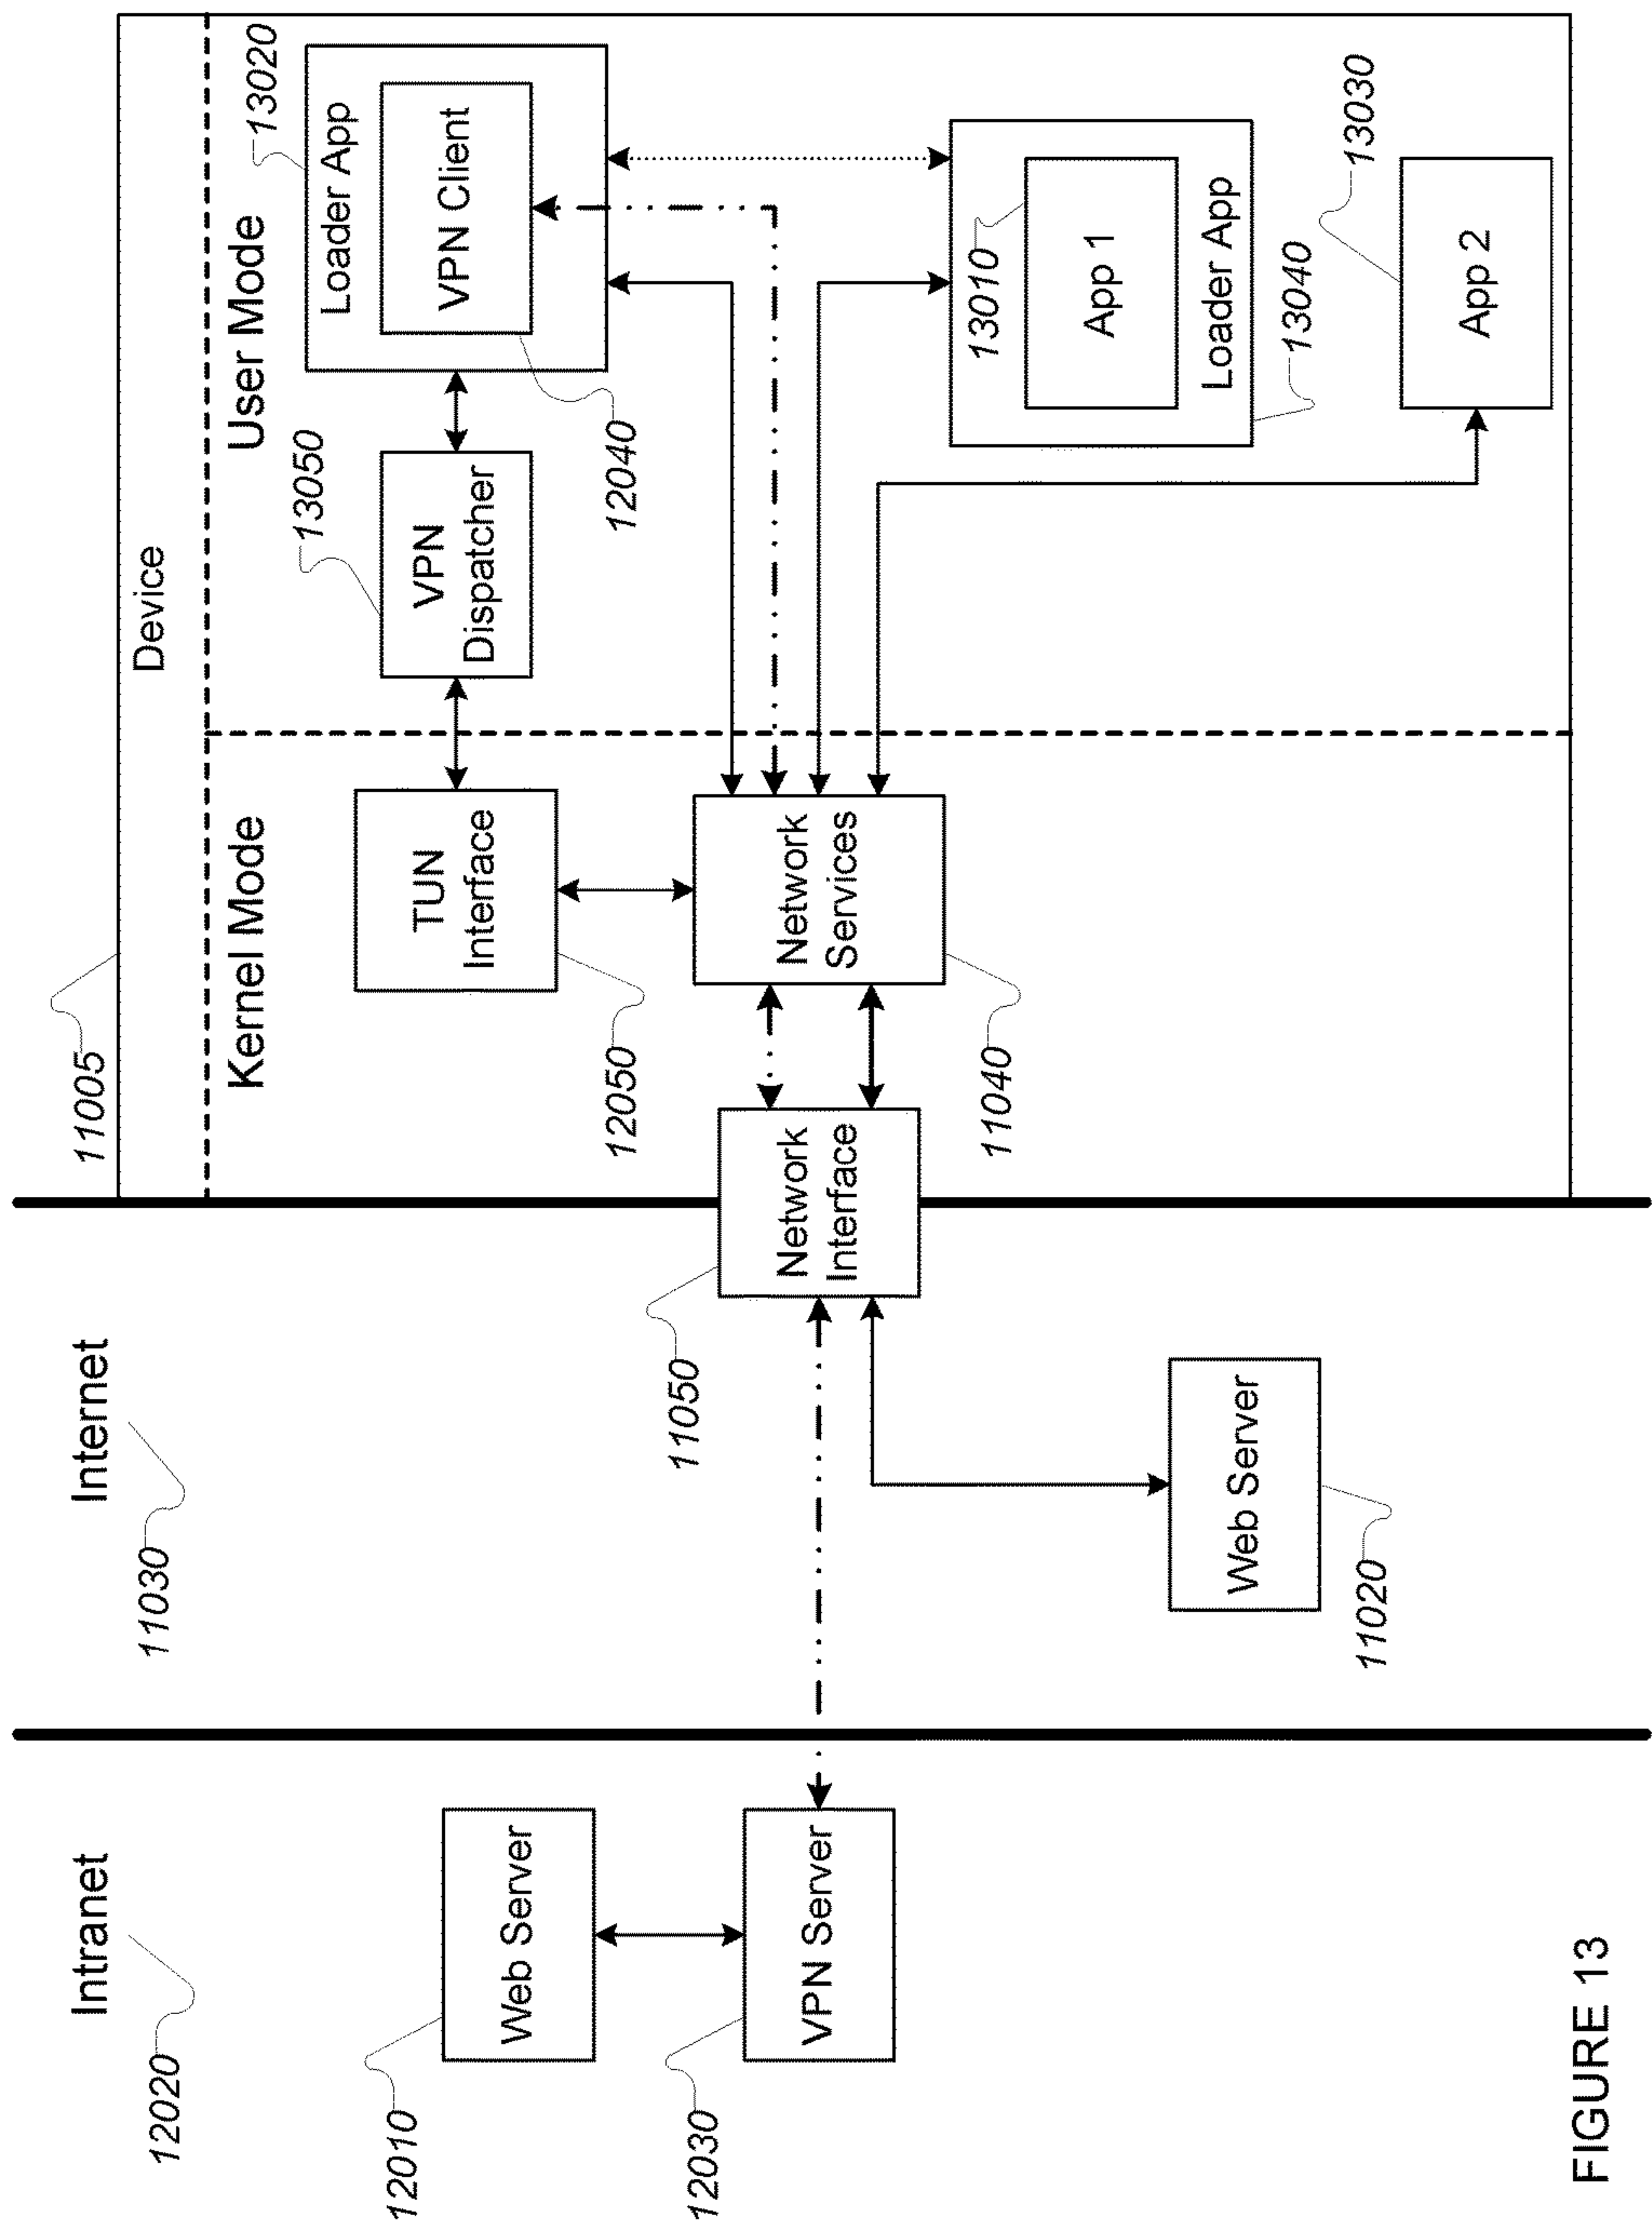 Intranet
12020
Internet
11030
11005
Device
Kernel Mode
User Mode
12010
Web Server
12030
VPN Server
11050
Network
Interface
Web Server
11020
TUN
Interface
12050
Network
Services
11040
13050
VPN
Dispatcher
13020
Loader App
VPN Client
12040
13010
App 1
Loader App
13040
13030
App 2
FIGURE 13